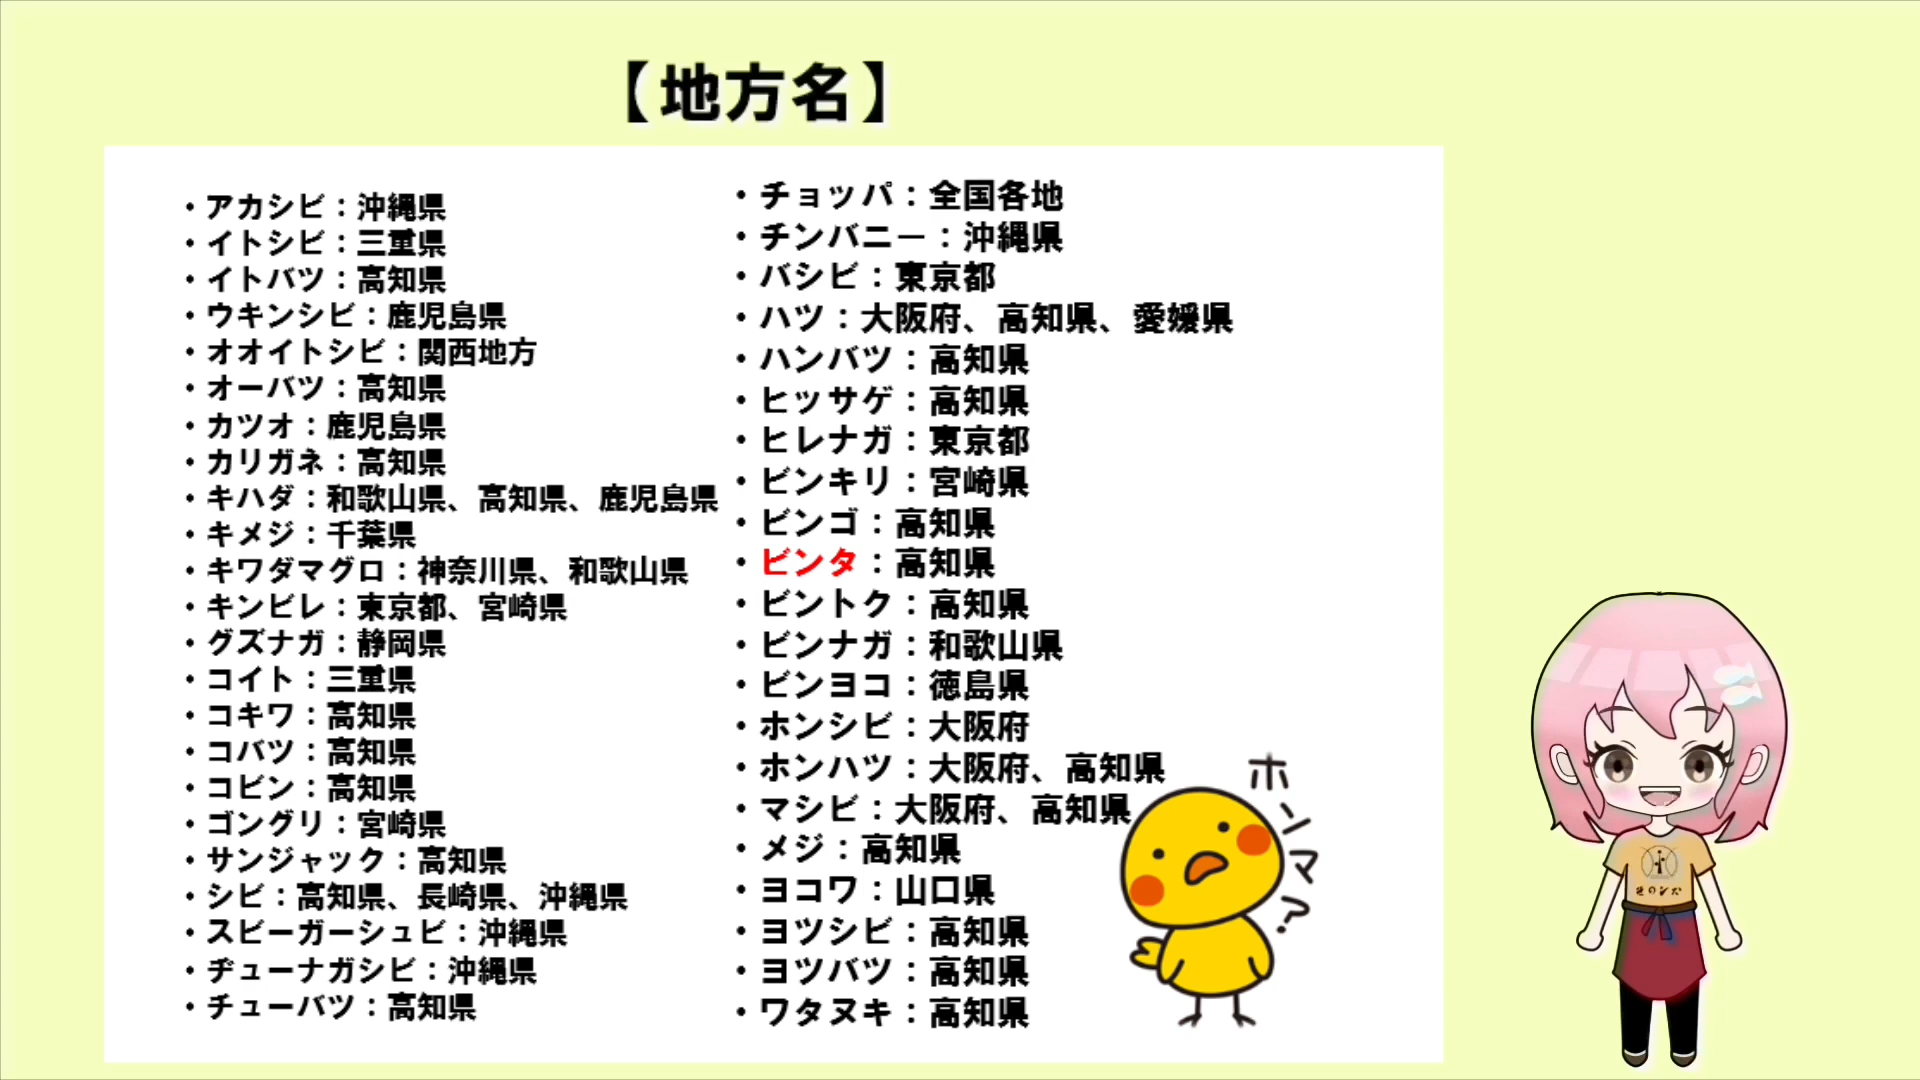 【地方名】
・アカシビ：沖縄県
・イトシビ：三重県
・イトバツ：高知県
・ウキンシビ：鹿児島県
・オオイトシビ：関西地方
・オーバツ：高知県
・カツオ：鹿児島県
・カリガネ：高知県
・キハダ：和歌山県、高知県、鹿児島県
・キメジ：千葉県
・キワダマグロ：神奈川県、和歌山県
・キンビレ：東京都、宮崎県
・グズナガ：静岡県
・コイト：三重県
・コキワ：高知県
・コバツ：高知県
・コビン：高知県
・ゴングリ：宮崎県
・サンジャック：高知県
・シビ：高知県、長崎県、沖縄県
・スビーガーシュビ：沖縄県
・ヂューナガシビ：沖縄県
・チューバツ：高知県
・チョッパ：全国各地
・チンバニー：沖縄県
・バシビ：東京都
・ハツ：大阪府、高知県、愛媛県
・ハンバツ：高知県
・ヒッサゲ：高知県
・ヒレナガ：東京都
・ビンキリ：宮崎県
・ビンゴ：高知県
・ビンタ：高知県
・ビントク：高知県
・ビンナガ：和歌山県
・ビンヨコ：徳島県
・ホンシビ：大阪府
・ホンハツ：大阪府、高知県
・マシビ：大阪府、高知県
・メジ：高知県
・ヨコワ：山口県
・ヨツシビ：高知県
・ヨツバツ：高知県
・ワタヌキ：高知県
ホンマ？